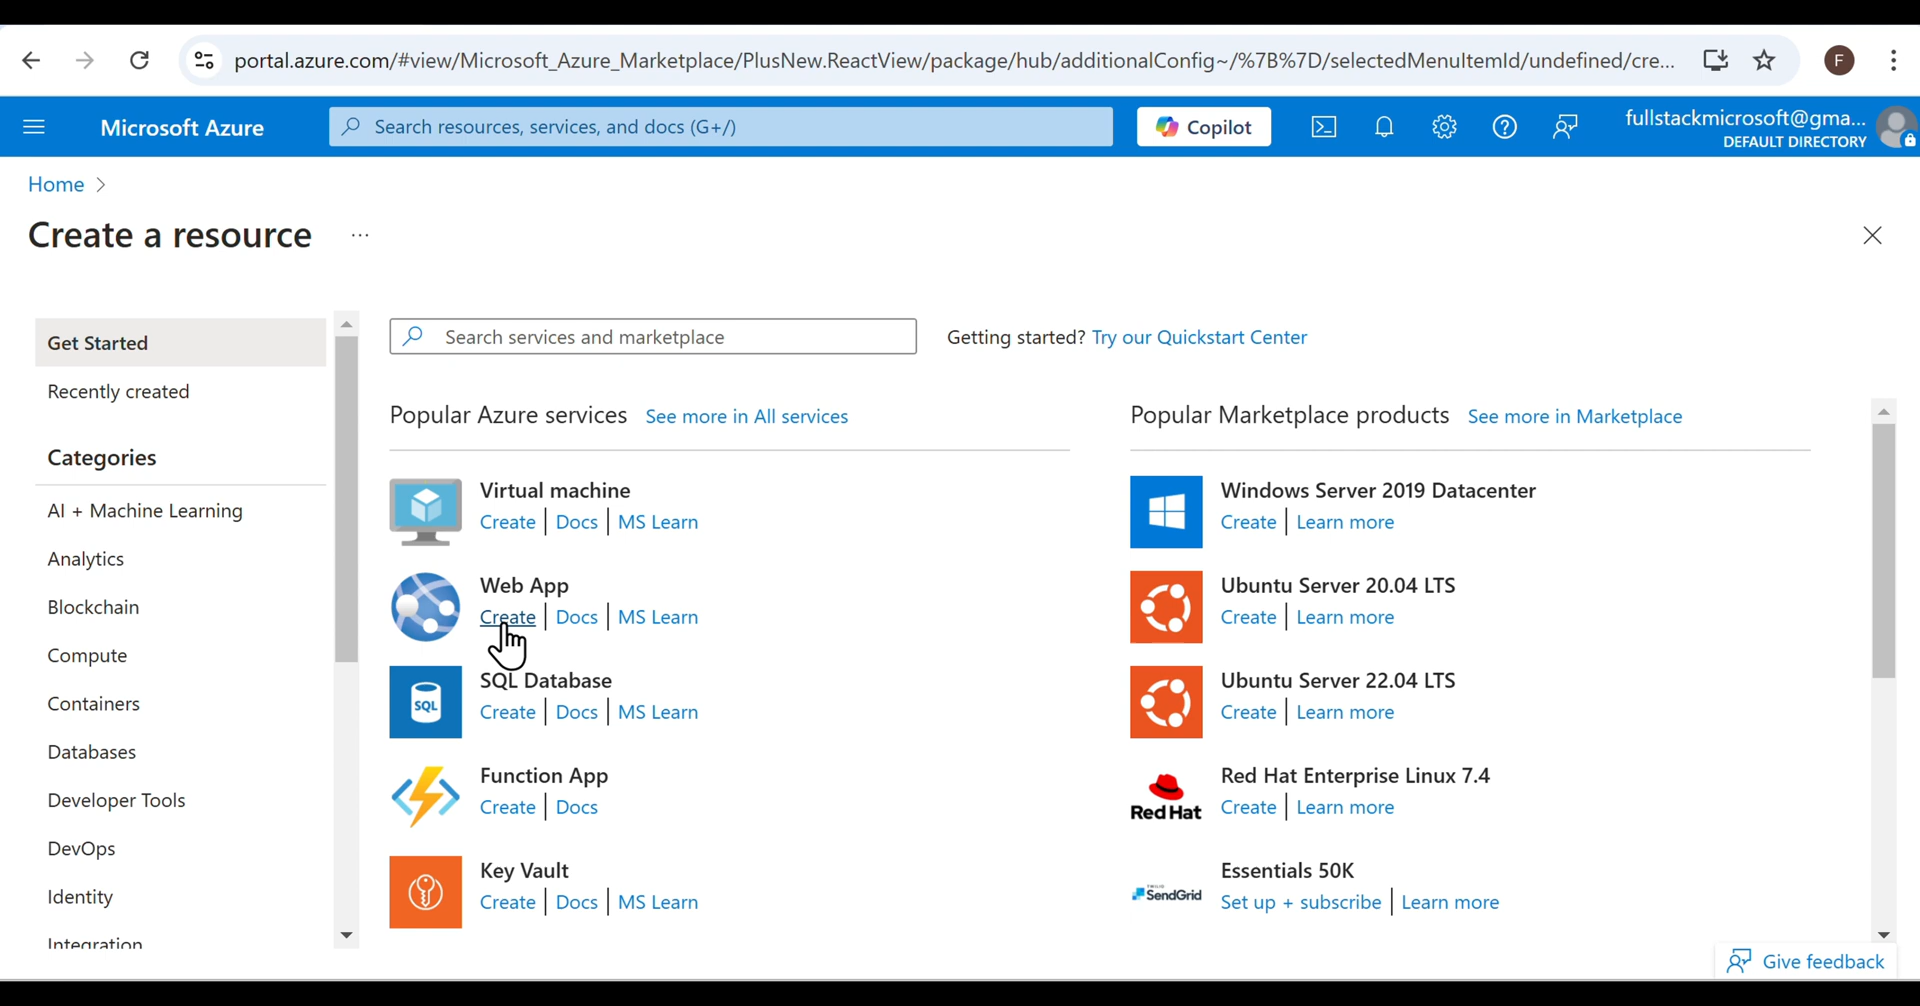 portal.azure.com/#view/Microsoft_Azure_Marketplace/PlusNew.ReactView/package/hub/additionalConfig~/%7B%7D/selectedMenuItemId/undefined/cre...
F
Microsoft Azure
Search resources, services, and docs (G+/)
Copilot
fullstackmicrosoft@gma...
DEFAULT DIRECTORY
Home
Create a resource
Get Started
Recently created
Categories
AI + Machine Learning
Analytics
Blockchain
Compute
Containers
Databases
Developer Tools
DevOps
Identity
Integration
Search services and marketplace
Getting started? Try our Quickstart Center
Popular Azure services See more in All services
Virtual machine
Create | Docs | MS Learn
Web App
Create | Docs | MS Learn
SQL
SQL Database
Create | Docs | MS Learn
Function App
Create | Docs
Key Vault
Create | Docs | MS Learn
Popular Marketplace products See more in Marketplace
Windows Server 2019 Datacenter
Create | Learn more
Ubuntu Server 20.04 LTS
Create | Learn more
Ubuntu Server 22.04 LTS
Create | Learn more
Red Hat
Red Hat Enterprise Linux 7.4
Create | Learn more
SendGrid
Essentials 50K
Set up + subscribe | Learn more
Give feedback